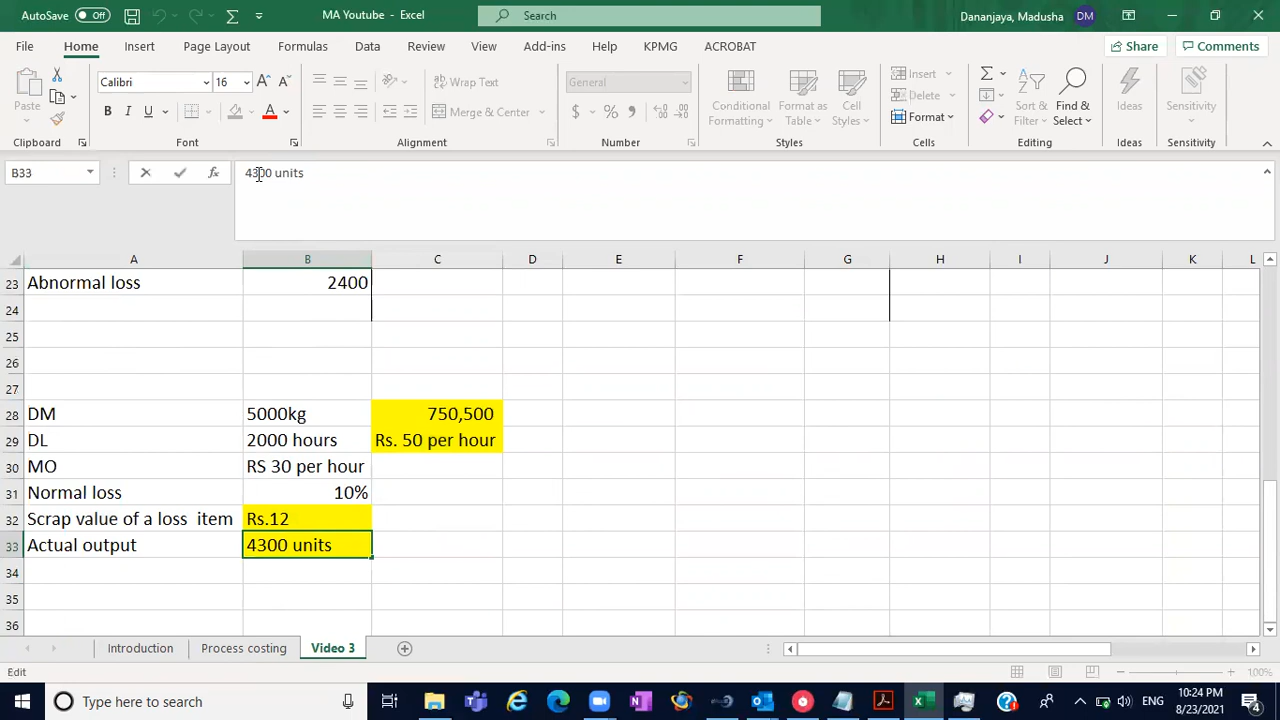 AutoSave Off MA Youtube - Excel Search Dananjaya, Madusha DM
File Home Insert Page Layout Formulas Data Review View Add-ins Help KPMG ACROBAT Share Comments
Paste Calibri 16 A A Wrap Text General Conditional Format as Cell Insert Sort & Find & Ideas Sensitivity
B I U A Merge & Center $ % Formatting Table Styles Delete Filter Select
Format
Clipboard Font Alignment Number Styles Cells Editing Ideas Sensitivity
B33 fx 4300 units
A B C D E F G H I J K L
23 Abnormal loss 2400
24
25
26
27
28 DM 5000kg 750,500
29 DL 2000 hours Rs. 50 per hour
30 MO RS 30 per hour
31 Normal loss 10%
32 Scrap value of a loss item Rs.12
33 Actual output 4300 units
34
35
36
Introduction Process costing Video 3
Edit 100%
Type here to search ENG 10:24 PM
8/23/2021 4